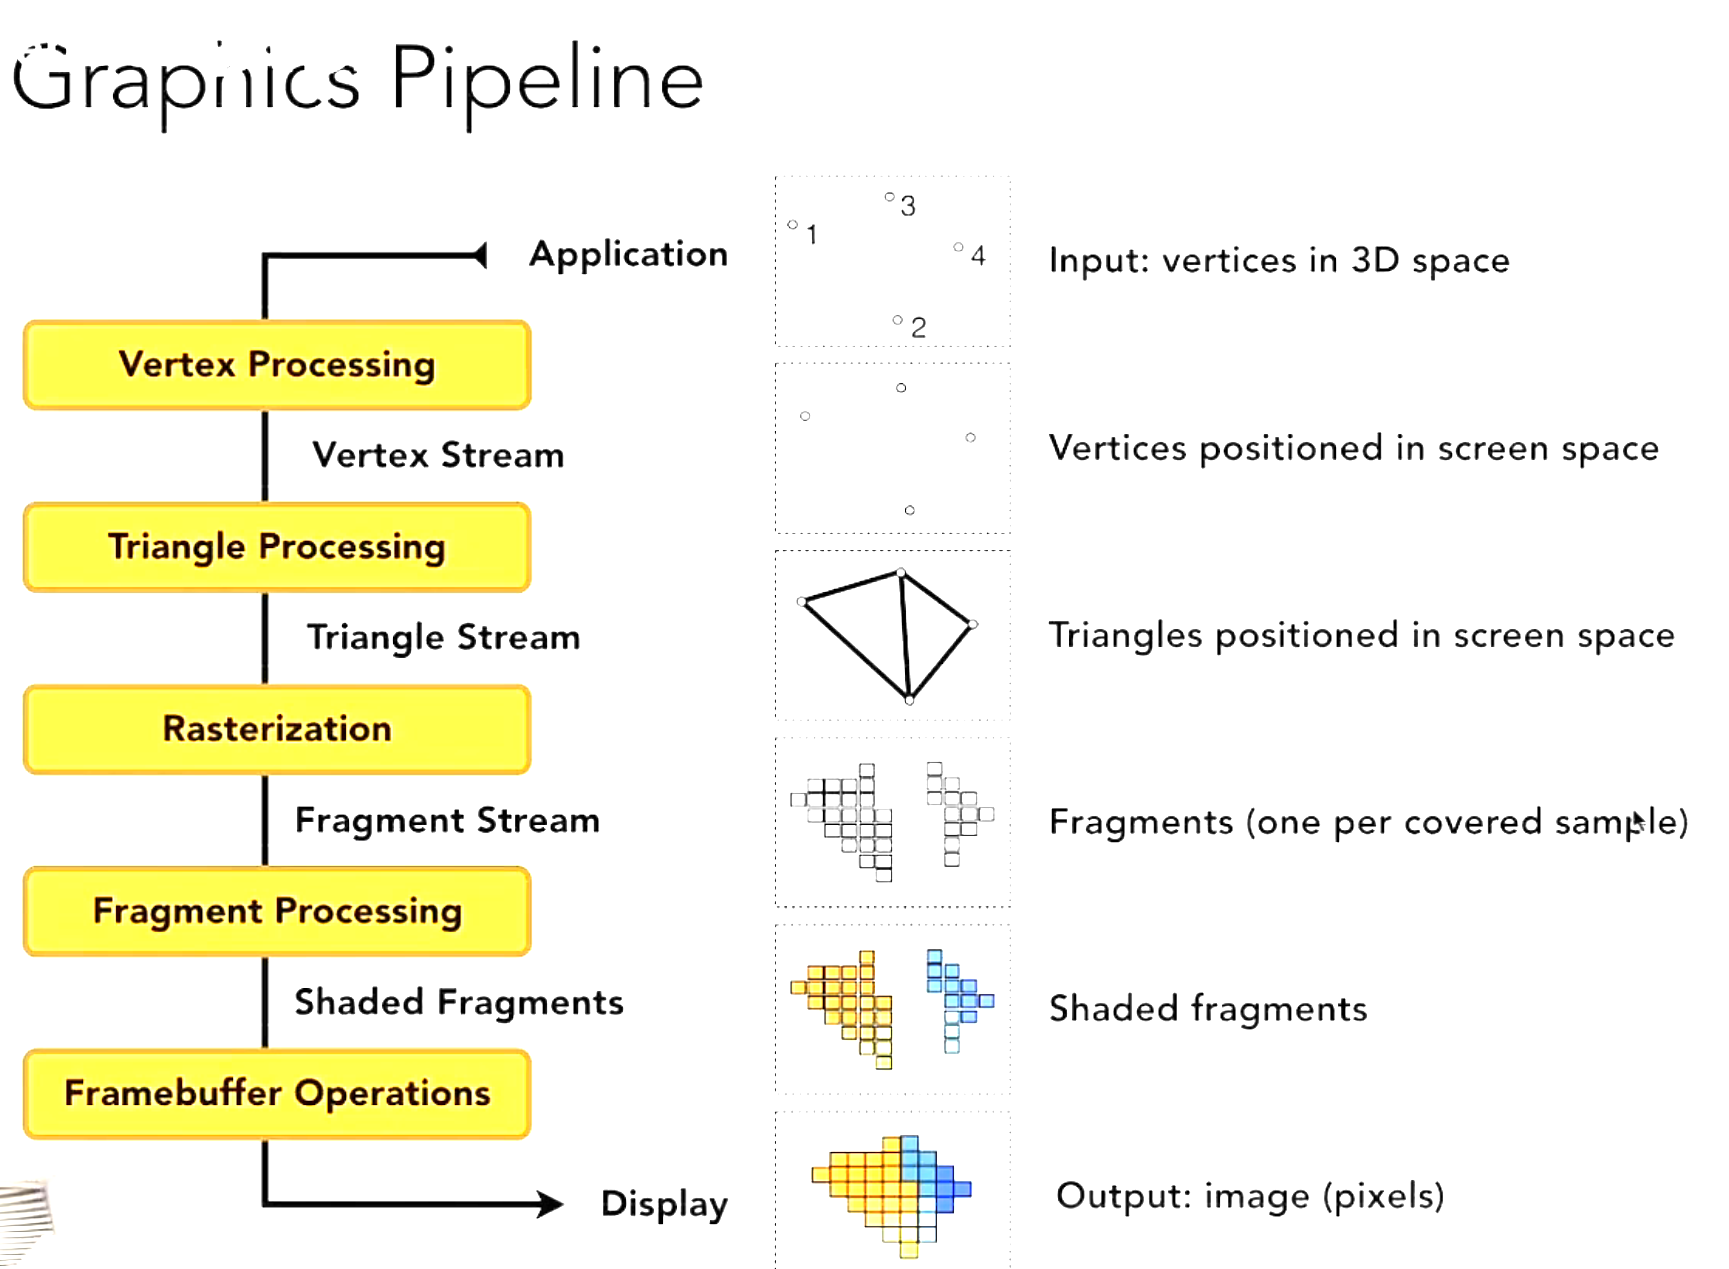 Graphics Pipeline
Application
Vertex Processing
Vertex Stream
Triangle Processing
Triangle Stream
Rasterization
Fragment Stream
Fragment Processing
Shaded Fragments
Framebuffer Operations
Display
1
3
4
2
Input: vertices in 3D space
Vertices positioned in screen space
Triangles positioned in screen space
Fragments (one per covered sample)
Shaded fragments
Output: image (pixels)